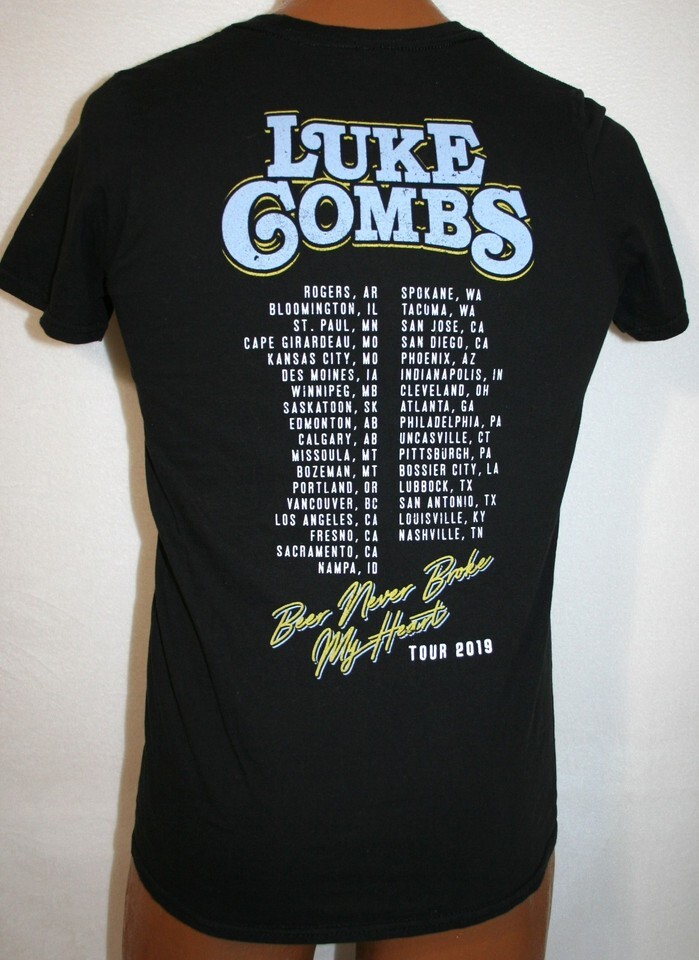 LUKE
COMBS
ROGERS, AR
BLOOMINGTON, IL
ST. PAUL, MN
CAPE GIRARDEAU, MO
KANSAS CITY, MO
DES MOINES, IA
WINNIPEG, MB
SASKATOON, SK
EDMONTON, AB
CALGARY, AB
MISSOULA, MT
BOZEMAN, MT
PORTLAND, OR
VANCOUVER, BC
LOS ANGELES, CA
FRESNO, CA
SACRAMENTO, CA
NAMPA, ID
SPOKANE, WA
TACOMA, WA
SAN JOSE, CA
SAN DIEGO, CA
PHOENIX, AZ
INDIANAPOLIS, IN
CLEVELAND, OH
ATLANTA, GA
PHILADELPHIA, PA
UNCASVILLE, CT
PITTSBURGH, PA
BOSSIER CITY, LA
LUBBOCK, TX
SAN ANTONIO, TX
LOUISVILLE, KY
NASHVILLE, TN
Beer Never Broke
My Heart
TOUR 2019